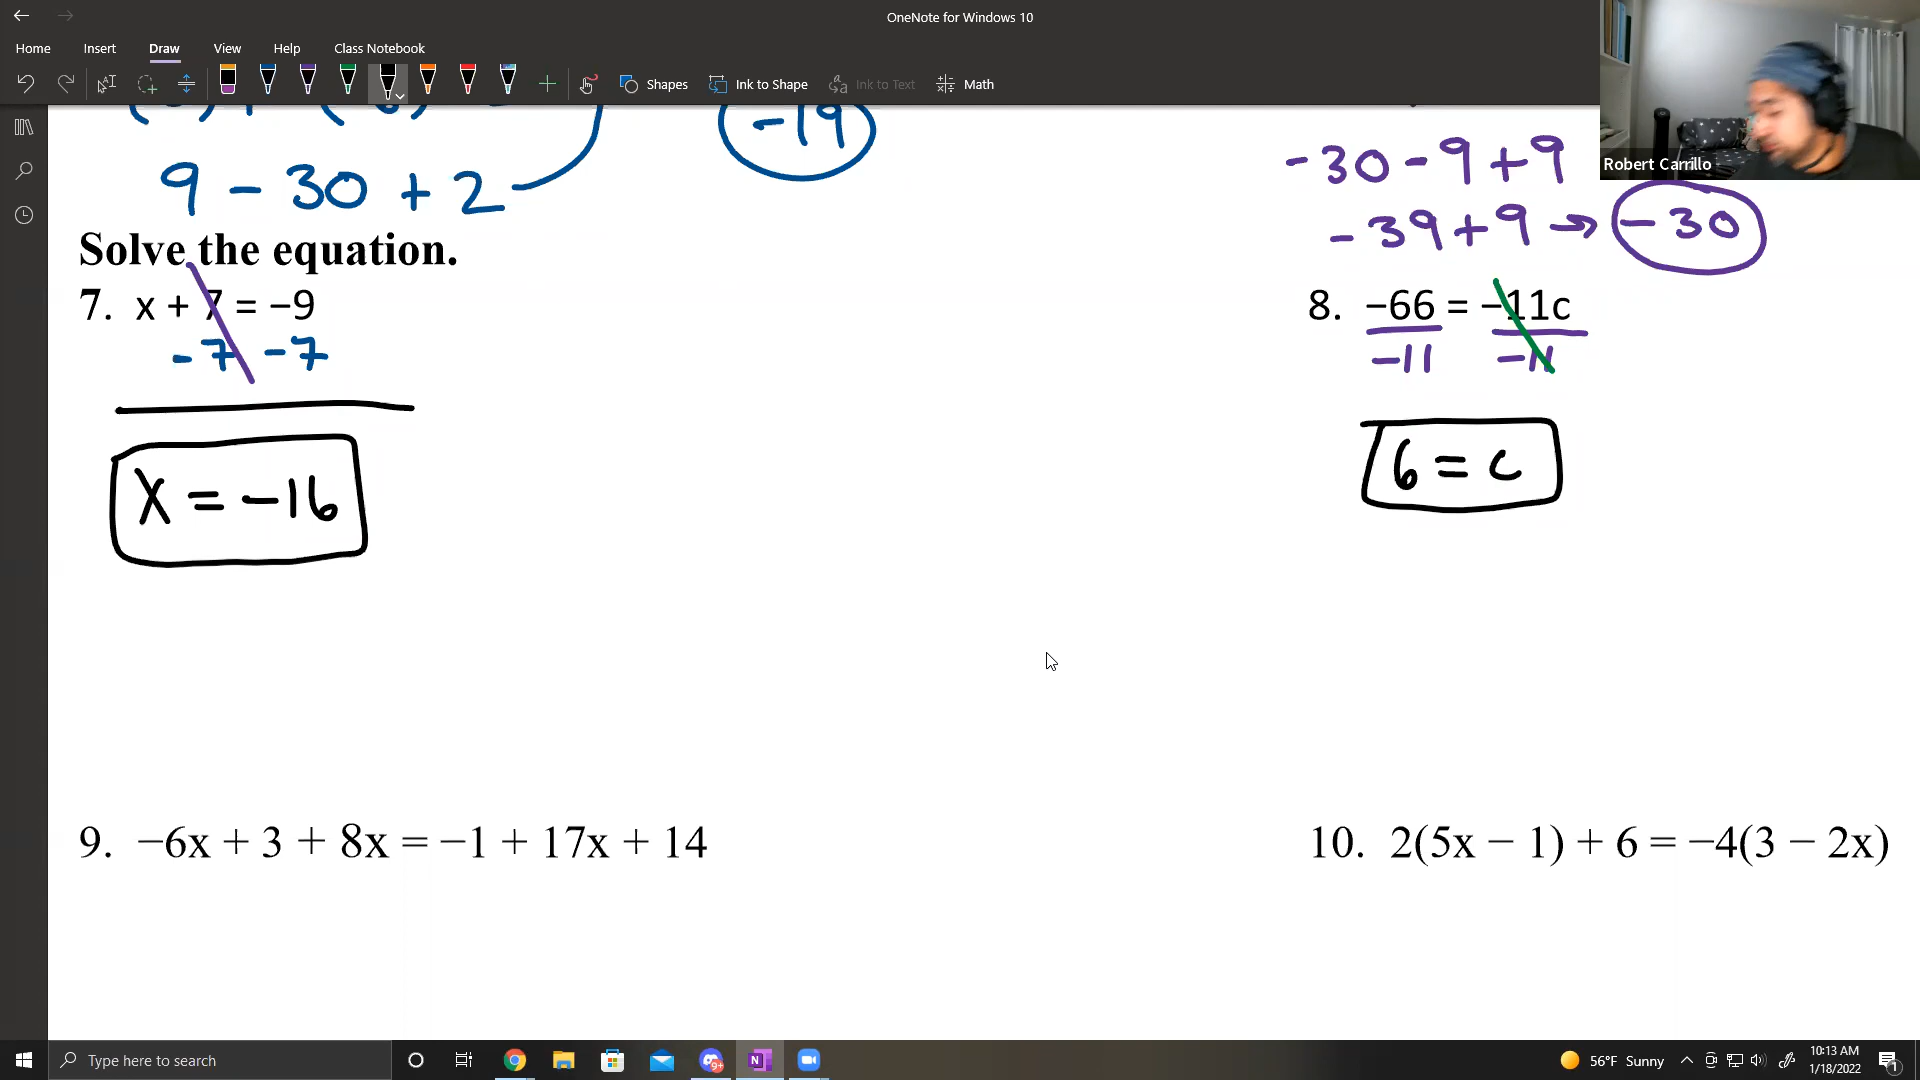 OneNote for Windows 10
Home Insert Draw View Help Class Notebook
Shapes Ink to Shape Ink to Text Math
Robert Carrillo
-19
9 - 30 + 2
-30 -9 +9
-39 +9 → -30
Solve the equation.
7. x + 7 = −9
-7 -7
X = -16
8. −66 = −11c
-11 -11
6 = c
9. −6x + 3 + 8x = −1 + 17x + 14
10. 2(5x − 1) + 6 = −4(3 − 2x)
Type here to search
9+
N
56°F Sunny
10:13 AM
1/18/2022
1